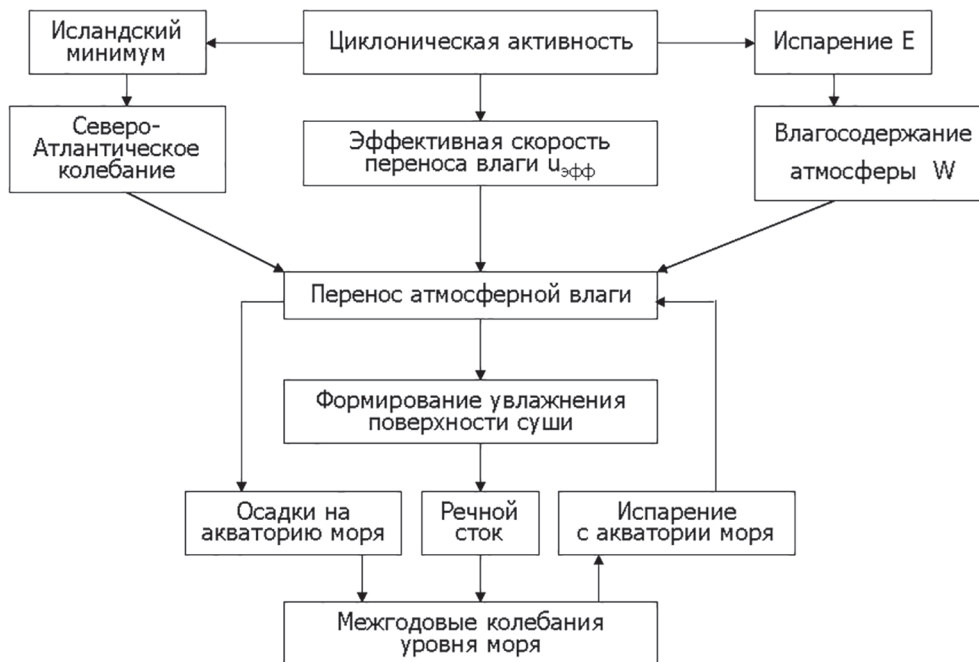 Исландский
минимум
Циклоническая активность
Испарение E
Северо-
Атлантическое
колебание
Эффективная скорость
переноса влаги uэфф
Влагосодержание
атмосферы W
Перенос атмосферной влаги
Формирование увлажнения
поверхности суши
Осадки на
акваторию моря
Речной
сток
Испарение
с акватории моря
Межгодовые колебания
уровня моря